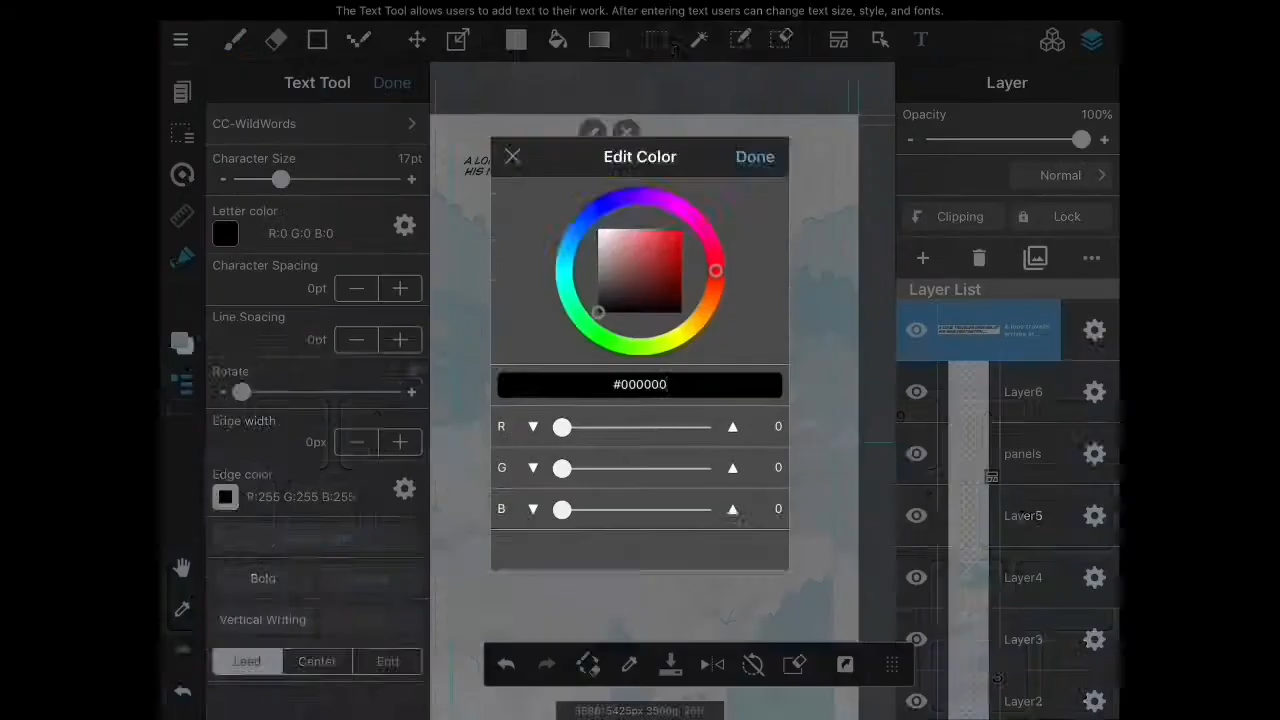 The Text Tool allows users to add text to their work. After entering text users can change text size, style, and fonts.
T
Text Tool Done
Layer
CC-WildWords
Opacity 100%
Character Size 17pt
- +
- +
Edit Color Done
A LO
HIS
Normal
Letter color
R:0 G:0 B:0
Clipping Lock
Character Spacing
0pt
Layer List
Line Spacing
0pt
Rotate
- +
#000000
Layer6
Edge width
0px
R 0
panels
G 0
Edge color
R:255 G:255 B:255
B 0
Layer5
Bold
Layer4
Vertical Writing
Layer3
Lead Center End
Layer2